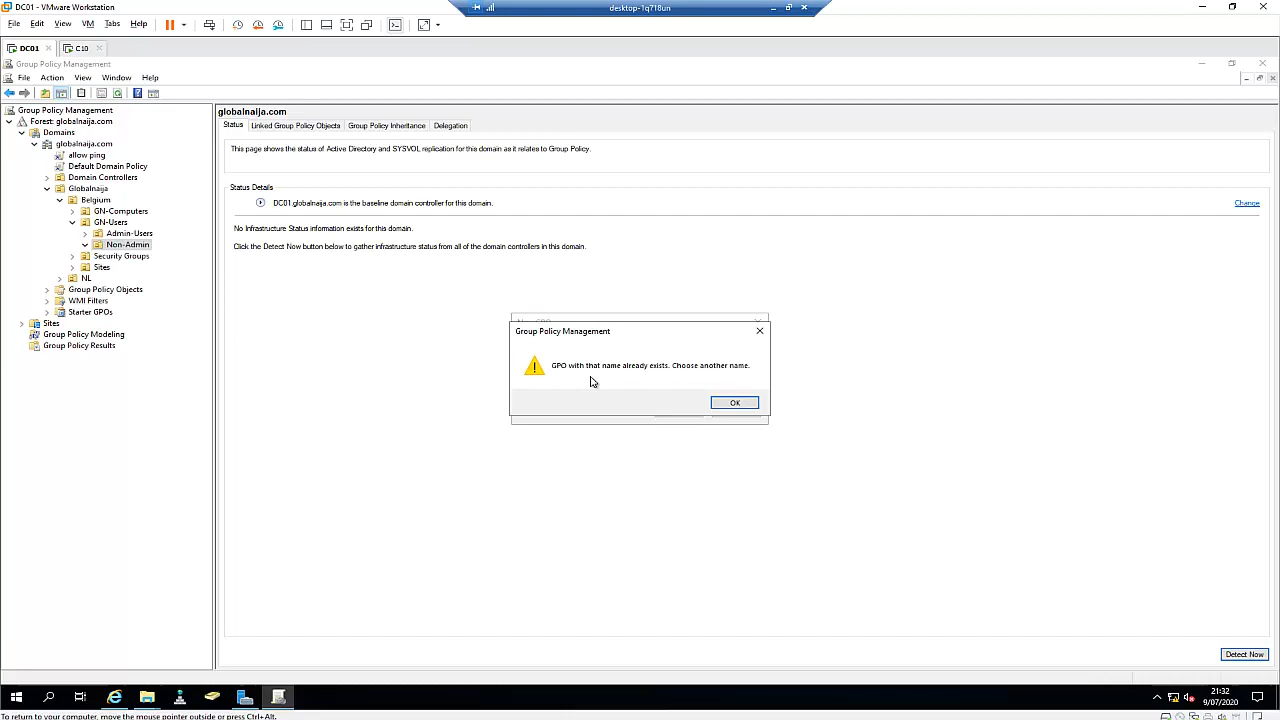 DC01 - VMware Workstation
desktop-1q718un
File Edit View VM Tabs Help
DC01 C10
Group Policy Management
File Action View Window Help
Group Policy Management
Forest: globalnaija.com
Domains
globalnaija.com
allow ping
Default Domain Policy
Domain Controllers
Globalnaija
Belgium
GN-Computers
GN-Users
Admin-Users
Non-Admin
Security Groups
Sites
NL
Group Policy Objects
WMI Filters
Starter GPOs
Sites
Group Policy Modeling
Group Policy Results
globalnaija.com
Status Linked Group Policy Objects Group Policy Inheritance Delegation
This page shows the status of Active Directory and SYSVOL replication for this domain as it relates to Group Policy.
Status Details
DC01.globalnaija.com is the baseline domain controller for this domain. Change
No Infrastructure Status information exists for this domain.
Click the Detect Now button below to gather infrastructure status from all of the domain controllers in this domain.
Group Policy Management
GPO with that name already exists. Choose another name.
OK
Detect Now
21:32
9/07/2020
To return to your computer, move the mouse pointer outside or press Ctrl+Alt.